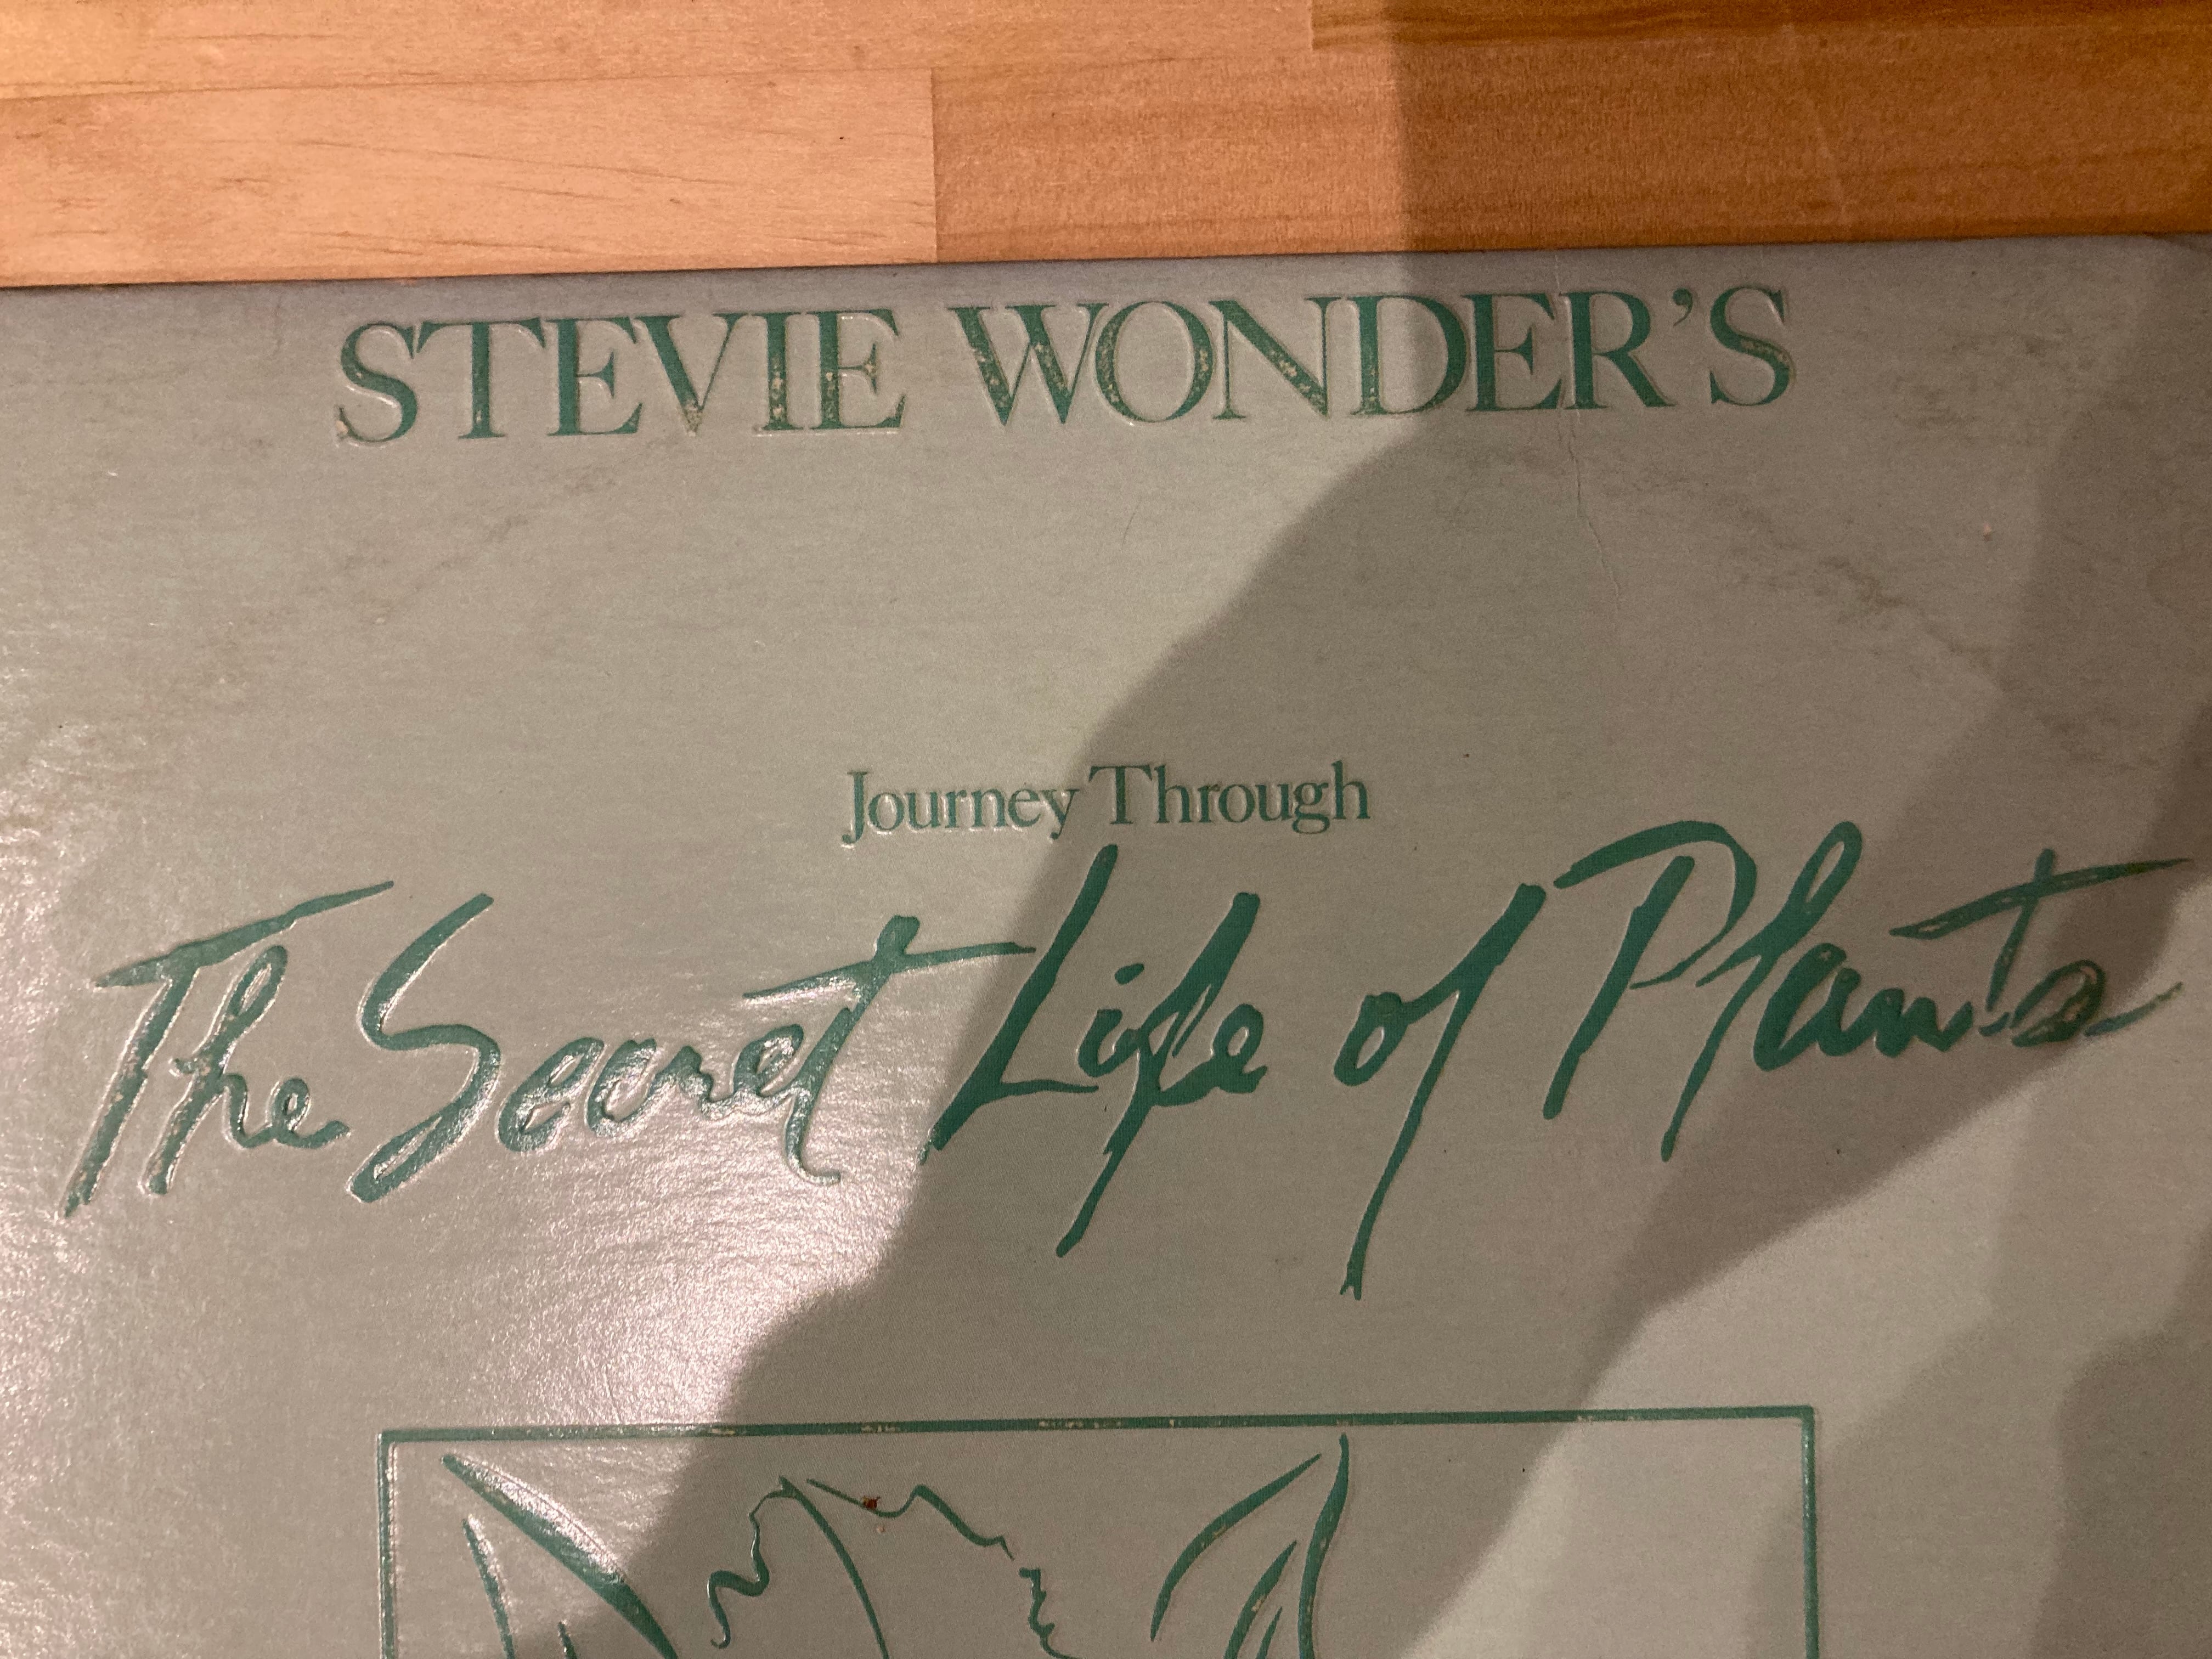 STEVIE WONDER'S
Journey Through
The Secret Life of Plants